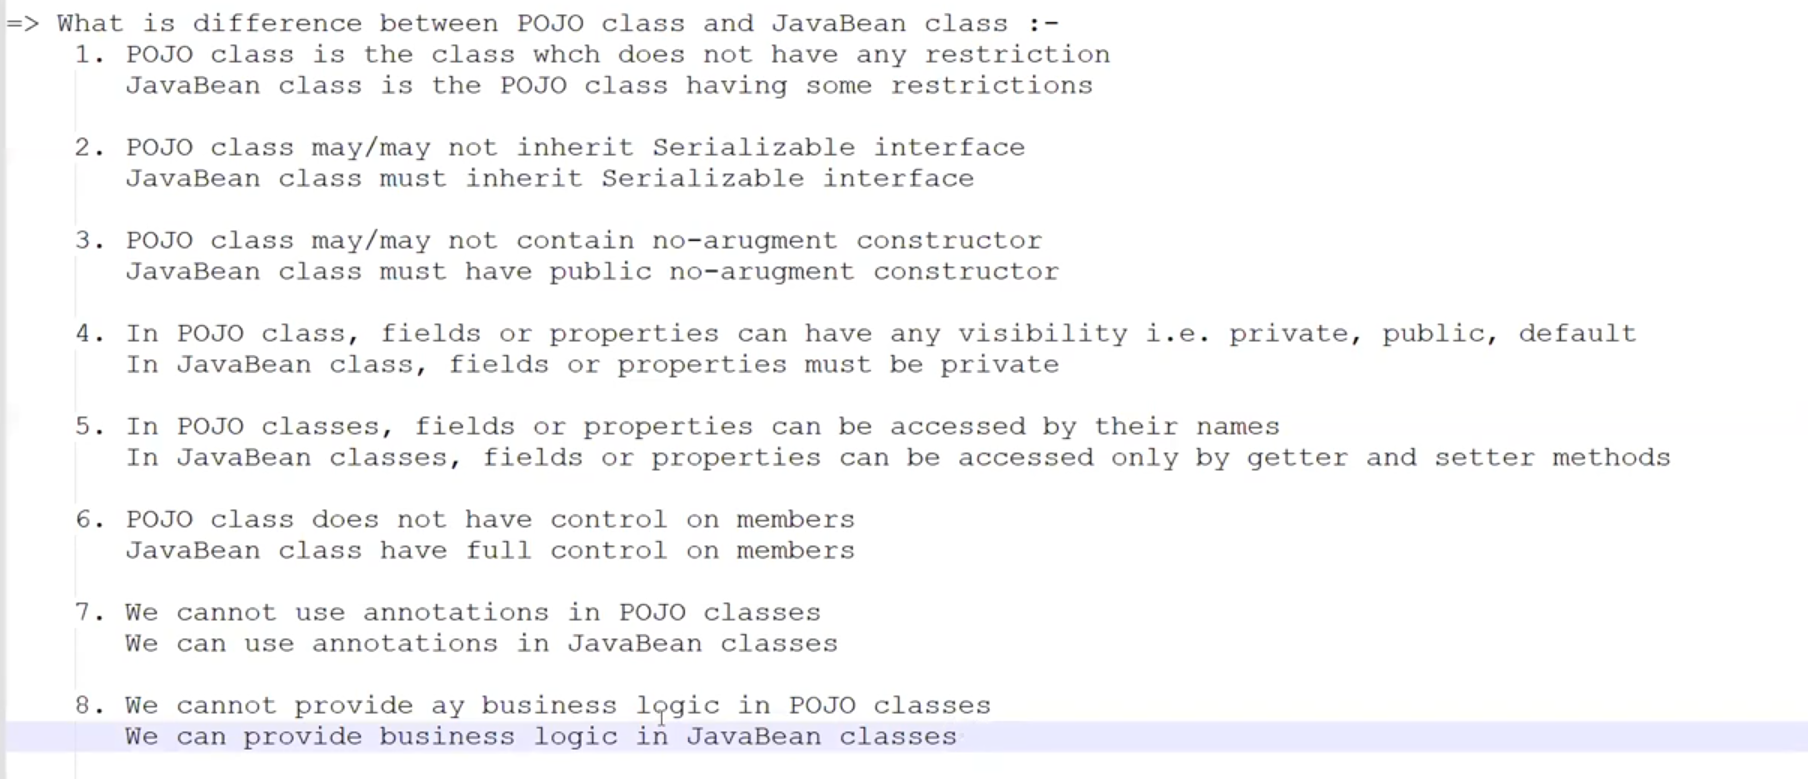 => What is difference between POJO class and JavaBean class :-
1. POJO class is the class whch does not have any restriction
JavaBean class is the POJO class having some restrictions
2. POJO class may/may not inherit Serializable interface
JavaBean class must inherit Serializable interface
3. POJO class may/may not contain no-arugment constructor
JavaBean class must have public no-arugment constructor
4. In POJO class, fields or properties can have any visibility i.e. private, public, default
In JavaBean class, fields or properties must be private
5. In POJO classes, fields or properties can be accessed by their names
In JavaBean classes, fields or properties can be accessed only by getter and setter methods
6. POJO class does not have control on members
JavaBean class have full control on members
7. We cannot use annotations in POJO classes
We can use annotations in JavaBean classes
8. We cannot provide ay business logic in POJO classes
We can provide business logic in JavaBean classes